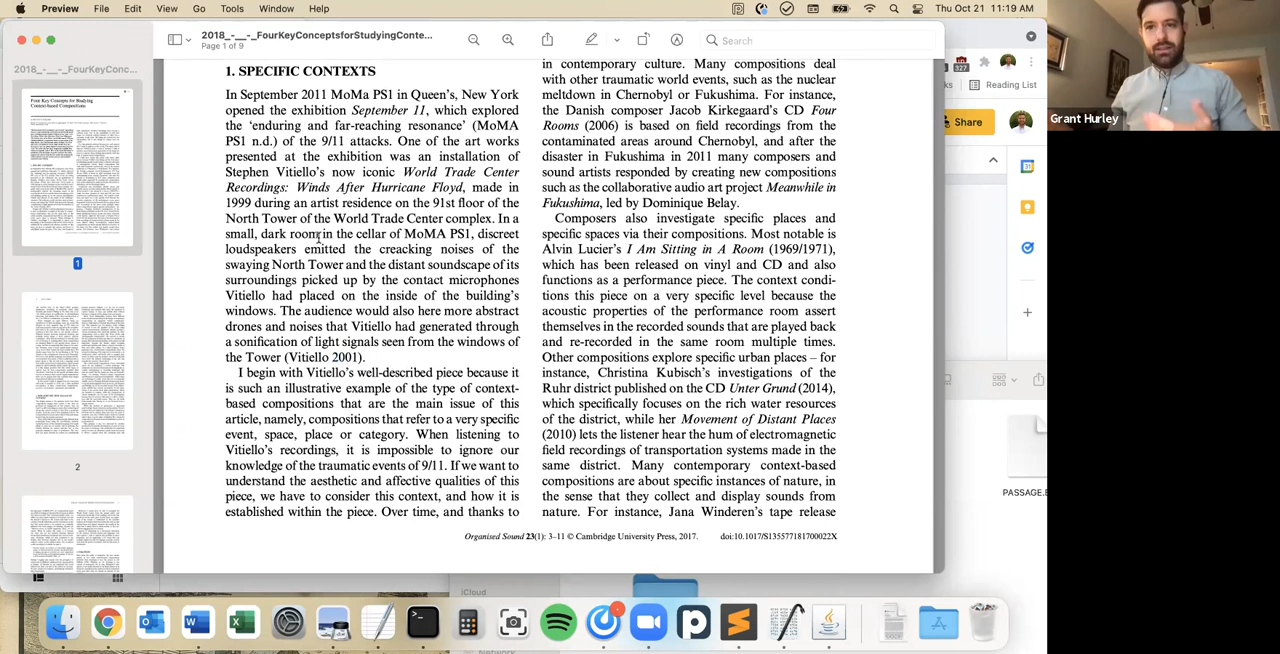 Preview File Edit View Go Tools Window Help
Thu Oct 21 11:19 AM
2018_-__-_FourKeyConceptsforStudyingConte...
Page 1 of 9
Search
2018_-__-_FourKeyConc...
Four Key Concepts for Studying
Context-based Compositions
1
2
1. SPECIFIC CONTEXTS
In September 2011 MoMa PS1 in Queen's, New York
opened the exhibition September 11, which explored
the 'enduring and far-reaching resonance' (MoMA
PS1 n.d.) of the 9/11 attacks. One of the artworks
presented at the exhibition was an installation of
Stephen Vitiello's now iconic World Trade Center
Recordings: Winds After Hurricane Floyd, made in
1999 during an artist residence on the 91st floor of the
North Tower of the World Trade Center complex. In a
small, dark room in the cellar of MoMA PS1, discreet
loudspeakers emitted the creacking noises of the
swaying North Tower and the distant soundscape of its
surroundings picked up by the contact microphones
Vitiello had placed on the inside of the building's
windows. The audience would also hear more abstract
drones and noises that Vitiello had generated through
a sonification of light signals seen from the windows of
the Tower (Vitiello 2001).
I begin with Vitiello's well-described piece because it
is such an illustrative example of the type of context-
based compositions that are the main issue of this
article, namely, compositions that refer to a very specific
event, space, place or category. When listening to
Vitiello's recordings, it is impossible to ignore our
knowledge of the traumatic events of 9/11. If we want to
understand the aesthetic and affective qualities of this
piece, we have to consider this context, and how it is
established within the piece. Over time, and thanks to
in contemporary culture. Many compositions deal
with other traumatic world events, such as the nuclear
meltdown in Chernobyl or Fukushima. For instance,
the Danish composer Jacob Kirkegaard's CD Four
Rooms (2006) is based on field recordings from the
contaminated areas around Chernobyl, and after the
disaster in Fukushima in 2011 many composers and
sound artists responded by creating new compositions
such as the collaborative audio art project Meanwhile in
Fukushima, led by Dominique Belay.
Composers also investigate specific places and
specific spaces via their compositions. Most notable is
Alvin Lucier's I Am Sitting in A Room (1969/1971),
which has been released on vinyl and CD and also
functions as a performance piece. The context condi-
tions this piece on a very specific level because the
acoustic properties of the performance room assert
themselves in the recorded sounds that are played back
and re-recorded in the same room multiple times.
Other compositions explore specific urban places – for
instance, Christina Kubisch's investigations of the
Ruhr district published on the CD Unter Grund (2014),
which specifically focuses on the rich water resources
in the district, while her Movement of Distant Places
(2010) lets the listener hear the hum of electromagnetic
field recordings of transportation systems made in the
same district. Many contemporary context-based
compositions are about specific instances of nature, in
the sense that they collect and display sounds from
nature. For instance, Jana Winderen's tape release
Organised Sound 23(1): 3–11 © Cambridge University Press, 2017. doi:10.1017/S135577181700022X
327
ks Reading List
Share
31
PASSAGE.
iCloud
Network
Grant Hurley